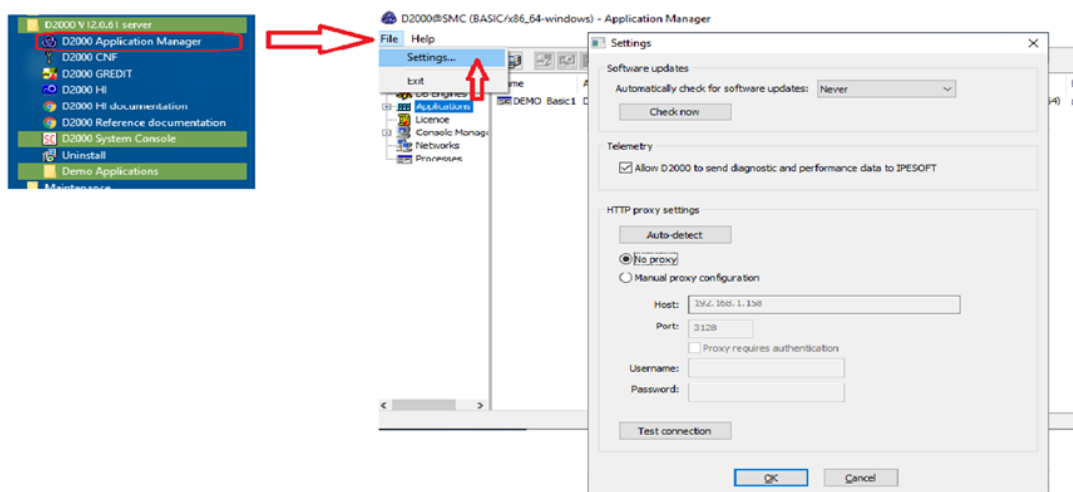 D2000 V12.0.61 server
D2000 Application Manager
D2000 CNF
D2000 GREDIT
D2000 HI
D2000 HI documentation
D2000 Reference documentation
D2000 System Console
Uninstall
Demo Applications
Maintenance
D2000@SMC (BASIC/x86_64-windows) - Application Manager
File Help
Settings...
Exit
DB Engines
Applications
Licence
Console Manage
Networks
Processes
DEMO_Basic1
Settings
Software updates
Automatically check for software updates: Never
Check now
Telemetry
Allow D2000 to send diagnostic and performance data to IPESOFT
HTTP proxy settings
Auto-detect
No proxy
Manual proxy configuration
Host: 192.168.1.158
Port: 3128
Proxy requires authentication
Username:
Password:
Test connection
OK Cancel